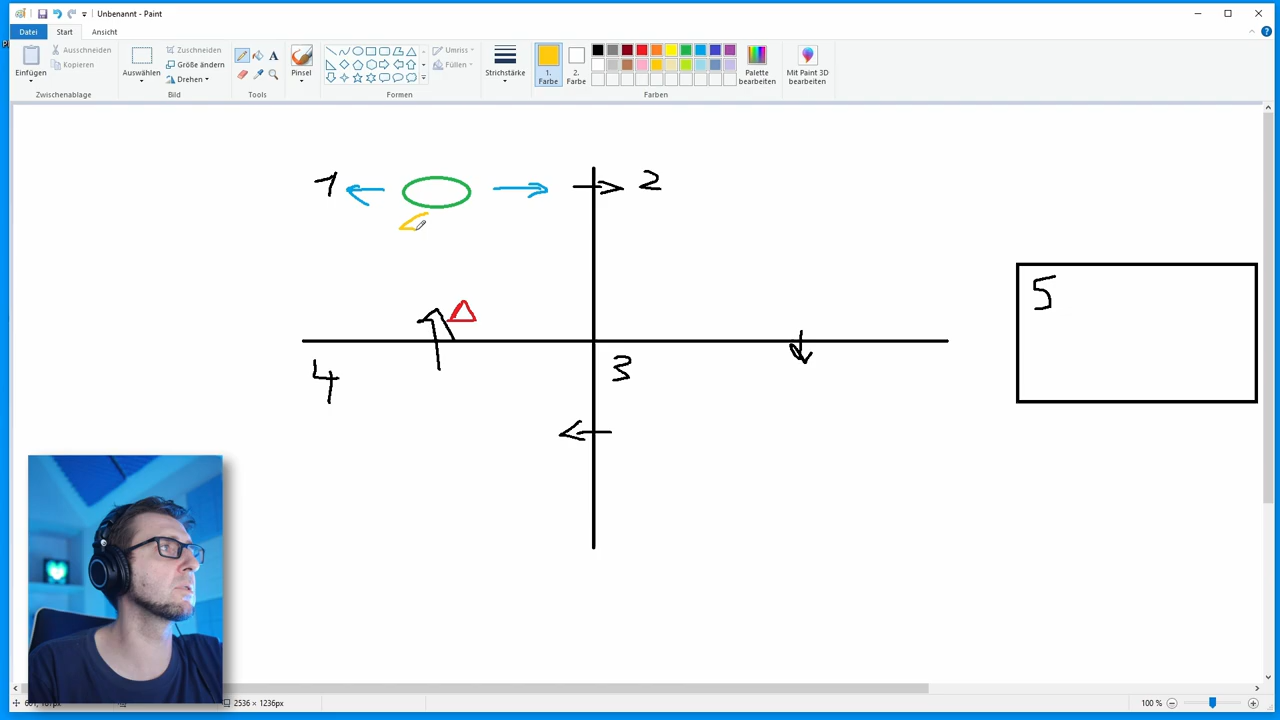 Unbenannt - Paint
Datei Start Ansicht
Einfügen
Ausschneiden
Kopieren
Zwischenablage
Auswählen
Zuschneiden
Größe ändern
Drehen
Bild
Tools
Pinsel
Umriss
Füllen
Formen
Strichstärke
1. Farbe
2. Farbe
Palette bearbeiten
Farben
Mit Paint 3D bearbeiten
1 2
5
4 3
2536 × 1236px
100 %